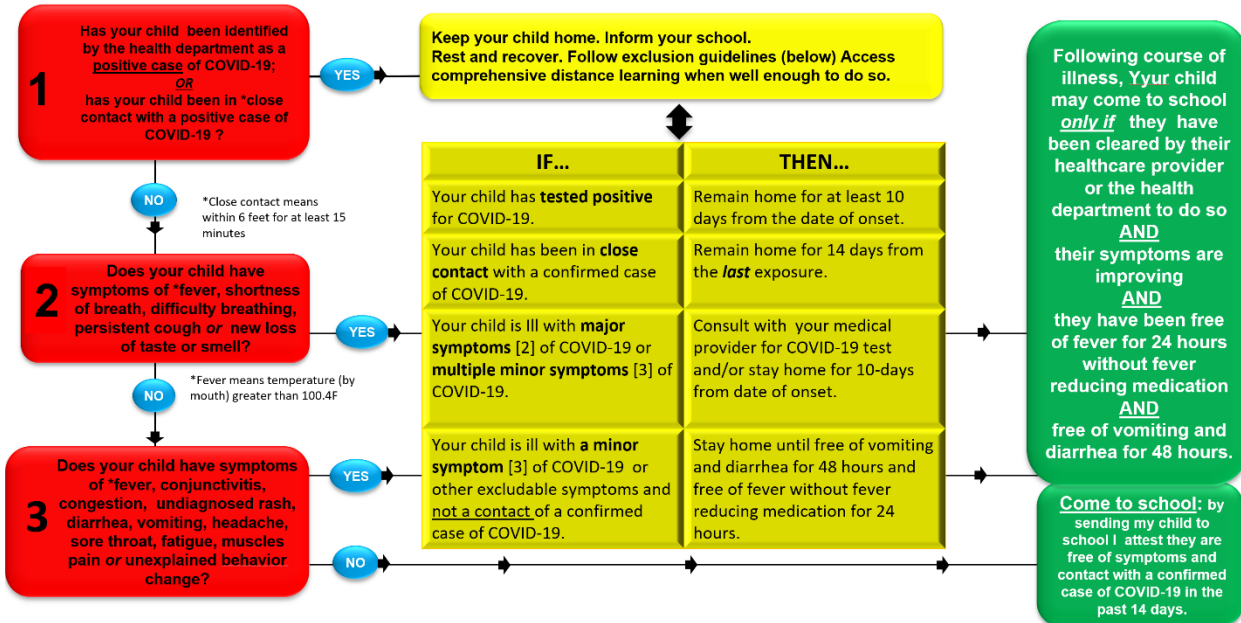 1
Has your child been identified
by the health department as a
positive case of COVID-19;
OR
has your child been in *close
contact with a positive case of
COVID-19 ?
YES
Keep your child home. Inform your school.
Rest and recover. Follow exclusion guidelines (below) Access
comprehensive distance learning when well enough to do so.
NO
*Close contact means
within 6 feet for at least 15
minutes
2
Does your child have
symptoms of *fever, shortness
of breath, difficulty breathing,
persistent cough or new loss
of taste or smell?
YES
NO
*Fever means temperature (by
mouth) greater than 100.4F
3
Does your child have symptoms
of *fever, conjunctivitis,
congestion, undiagnosed rash,
diarrhea, vomiting, headache,
sore throat, fatigue, muscles
pain or unexplained behavior
change?
YES
NO
IF...
THEN...
Your child has tested positive
for COVID-19.
Remain home for at least 10
days from the date of onset.
Your child has been in close
contact with a confirmed case
of COVID-19.
Remain home for 14 days from
the last exposure.
Your child is Ill with major
symptoms [2] of COVID-19 or
multiple minor symptoms [3] of
COVID-19.
Consult with your medical
provider for COVID-19 test
and/or stay home for 10-days
from date of onset.
Your child is ill with a minor
symptom [3] of COVID-19 or
other excludable symptoms and
not a contact of a confirmed
case of COVID-19.
Stay home until free of vomiting
and diarrhea for 48 hours and
free of fever without fever
reducing medication for 24
hours.
Following course of
illness, Yyur child
may come to school
only if they have
been cleared by their
healthcare provider
or the health
department to do so
AND
their symptoms are
improving
AND
they have been free
of fever for 24 hours
without fever
reducing medication
AND
free of vomiting and
diarrhea for 48 hours.
Come to school: by
sending my child to
school I attest they are
free of symptoms and
contact with a confirmed
case of COVID-19 in the
past 14 days.